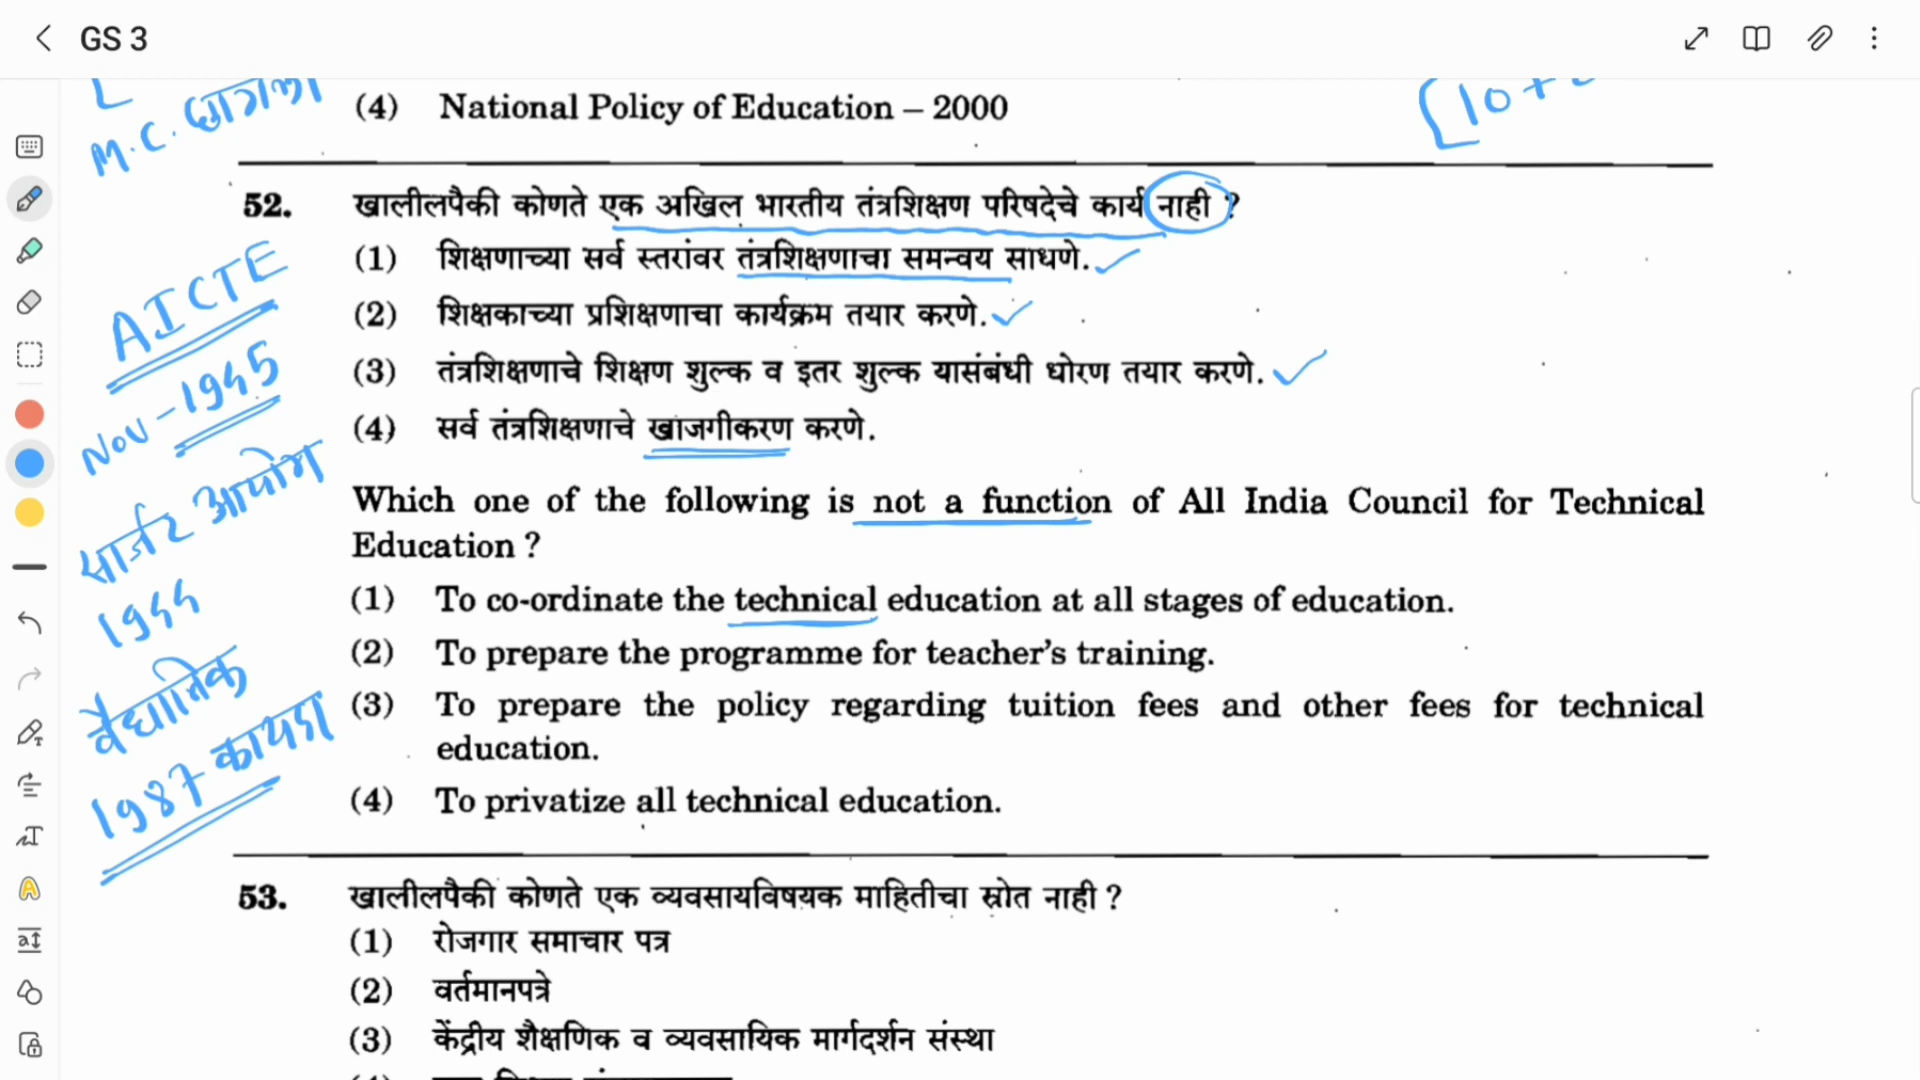 GS 3
M.C. छागला
(4) National Policy of Education – 2000
[10+
52. खालीलपैकी कोणते एक अखिल भारतीय तंत्रशिक्षण परिषदेचे कार्य नाही ?
(1) शिक्षणाच्या सर्व स्तरांवर तंत्रशिक्षणाचा समन्वय साधणे.
(2) शिक्षकाच्या प्रशिक्षणाचा कार्यक्रम तयार करणे.
(3) तंत्रशिक्षणाचे शिक्षण शुल्क व इतर शुल्क यासंबंधी धोरण तयार करणे.
(4) सर्व तंत्रशिक्षणाचे खाजगीकरण करणे.
AICTE
Nov - 1945
सार्जंट आयोग
1944
वैधानिक
1987 कायदा
Which one of the following is not a function of All India Council for Technical
Education ?
(1) To co-ordinate the technical education at all stages of education.
(2) To prepare the programme for teacher's training.
(3) To prepare the policy regarding tuition fees and other fees for technical
education.
(4) To privatize all technical education.
53. खालीलपैकी कोणते एक व्यवसायविषयक माहितीचा स्रोत नाही ?
(1) रोजगार समाचार पत्र
(2) वर्तमानपत्रे
(3) केंद्रीय शैक्षणिक व व्यवसायिक मार्गदर्शन संस्था